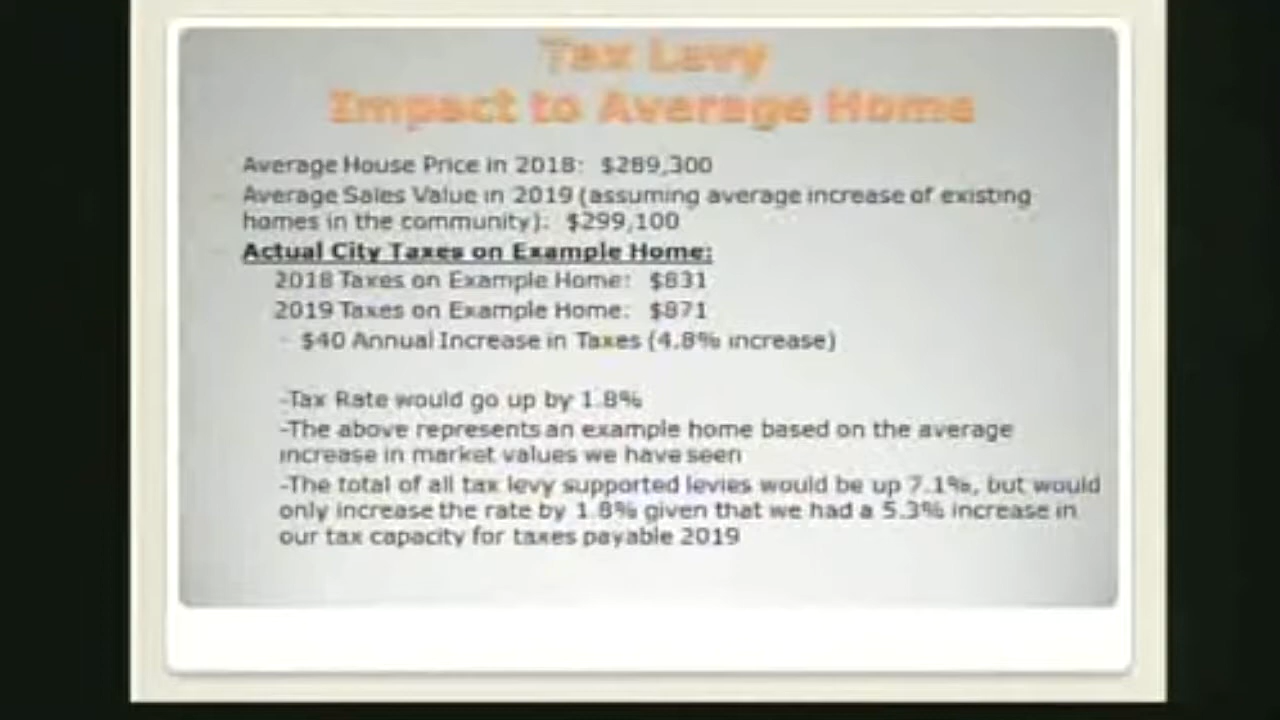 Tax Levy
Impact to Average Home
Average House Price in 2018: $289,300
Average Sales Value in 2019 (assuming average increase of existing
homes in the community): $299,100
Actual City Taxes on Example Home:
2018 Taxes on Example Home: $831
2019 Taxes on Example Home: $871
- $40 Annual Increase in Taxes (4.8% increase)
-Tax Rate would go up by 1.8%
-The above represents an example home based on the average
increase in market values we have seen
-The total of all tax levy supported levies would be up 7.1%, but would
only increase the rate by 1.8% given that we had a 5.3% increase in
our tax capacity for taxes payable 2019